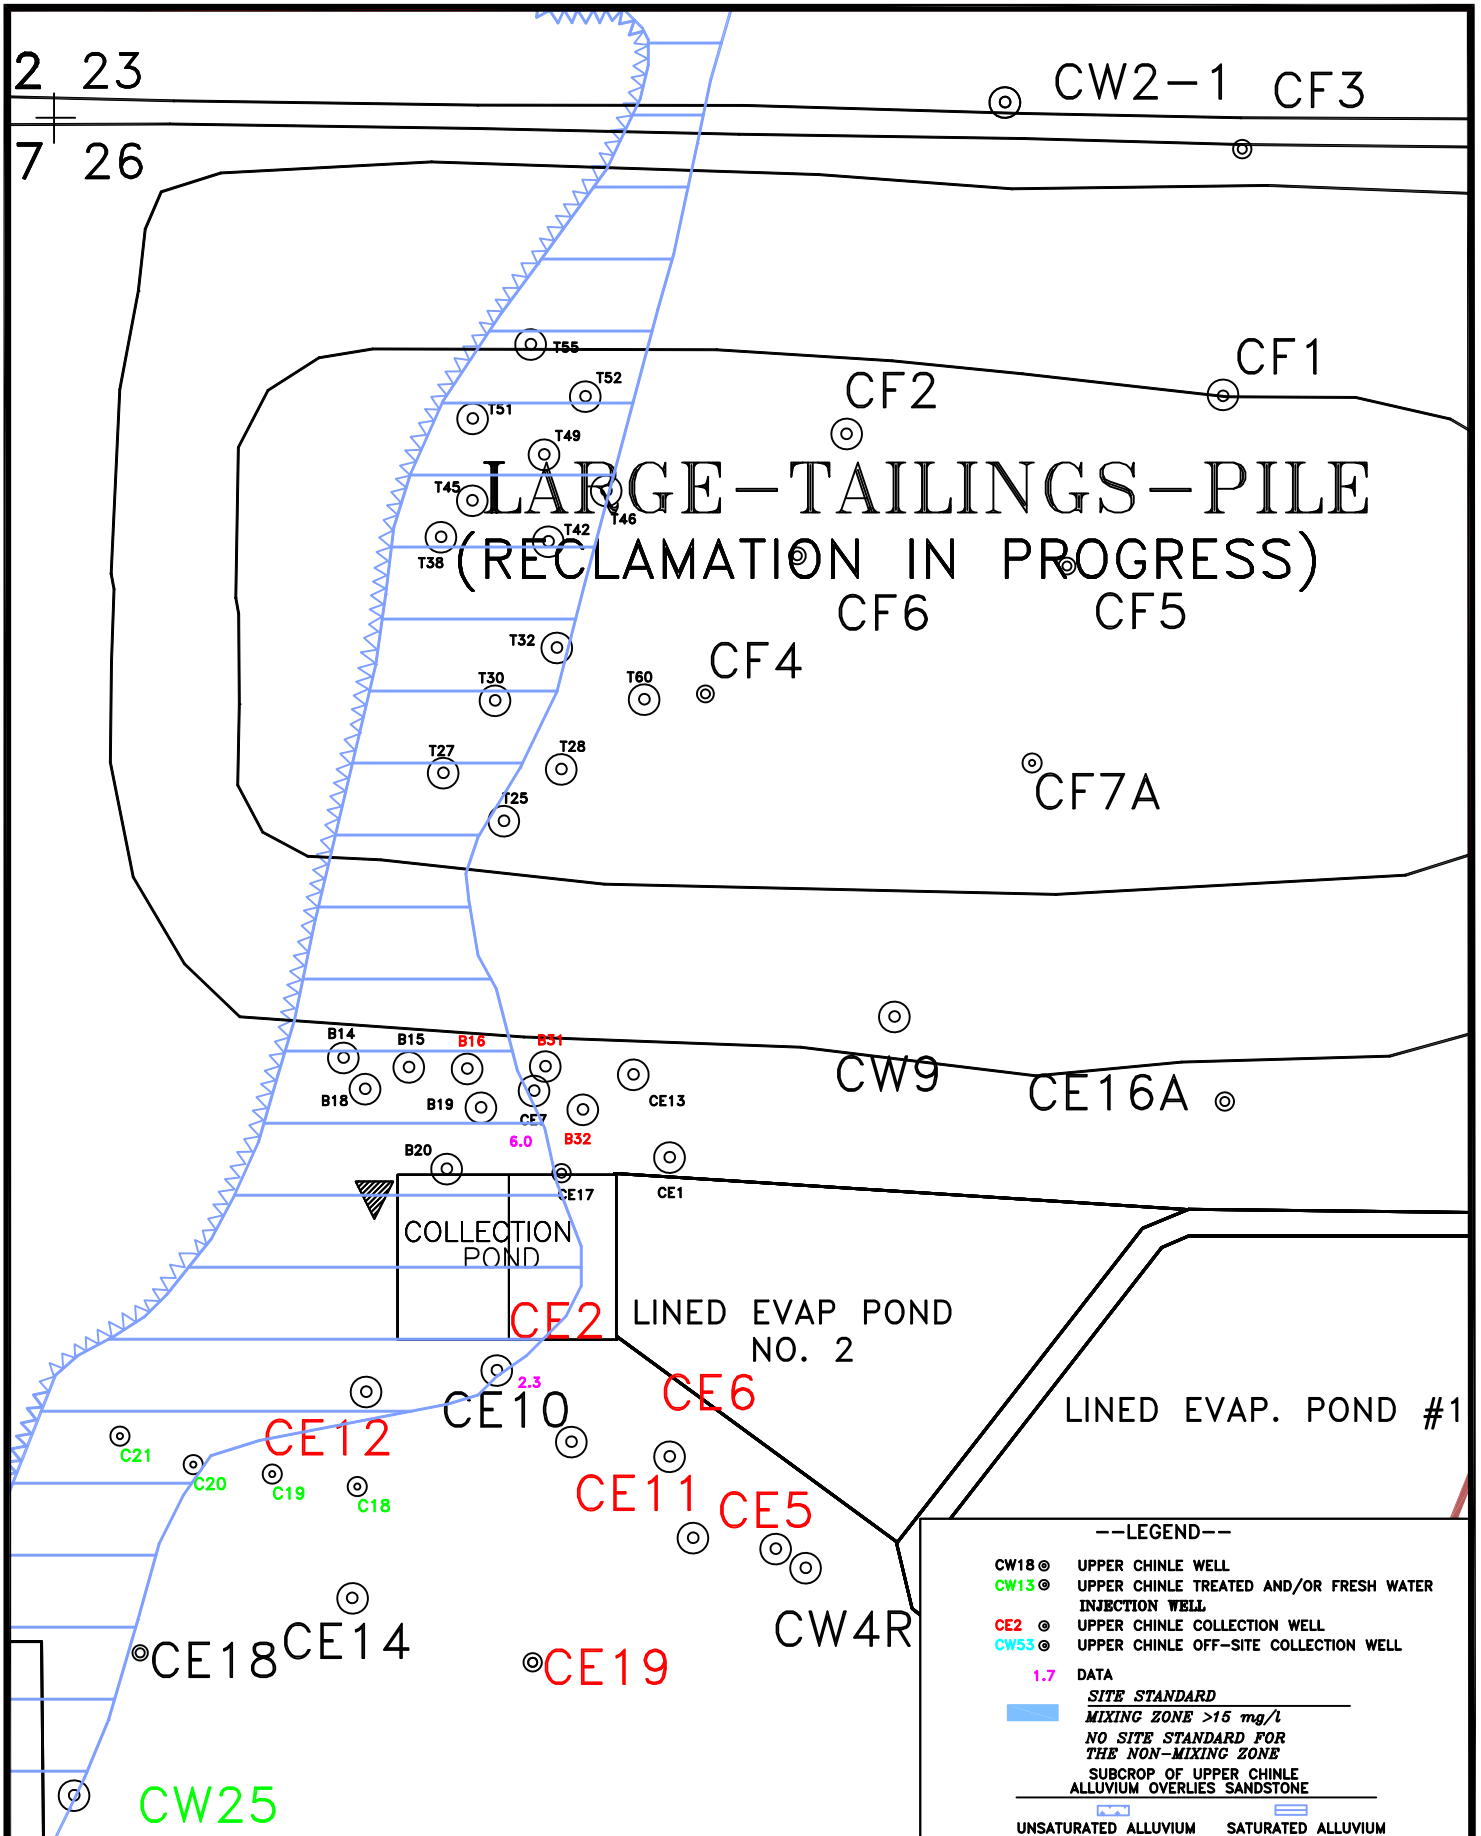 2 23
CW2-1 CF3
7 26
CF1
T55
T52
CF2
T51
T49
LARGE-TAILINGS-PILE
T45
T46
T42
T38
(RECLAMATION IN PROGRESS)
CF6
CF5
T32
CF4
T30
T60
T27
T28
CF7A
T25
B14
B15
B16
B31
CW9
CE16A
B18
B19
CE7
CE13
6.0
B32
B20
CE17
CE1
COLLECTION
POND
CE2
LINED EVAP POND
NO. 2
2.3
CE6
CE10
LINED EVAP. POND #1
CE12
C21
C20
C19
C18
CE11
CE5
CE14
CW4R
CE18
CE19
CW25
--LEGEND--
CW18 UPPER CHINLE WELL
CW13 UPPER CHINLE TREATED AND/OR FRESH WATER
INJECTION WELL
CE2 UPPER CHINLE COLLECTION WELL
CW53 UPPER CHINLE OFF-SITE COLLECTION WELL
1.7 DATA
SITE STANDARD
MIXING ZONE >15 mg/l
NO SITE STANDARD FOR
THE NON-MIXING ZONE
SUBCROP OF UPPER CHINLE
ALLUVIUM OVERLIES SANDSTONE
UNSATURATED ALLUVIUM SATURATED ALLUVIUM